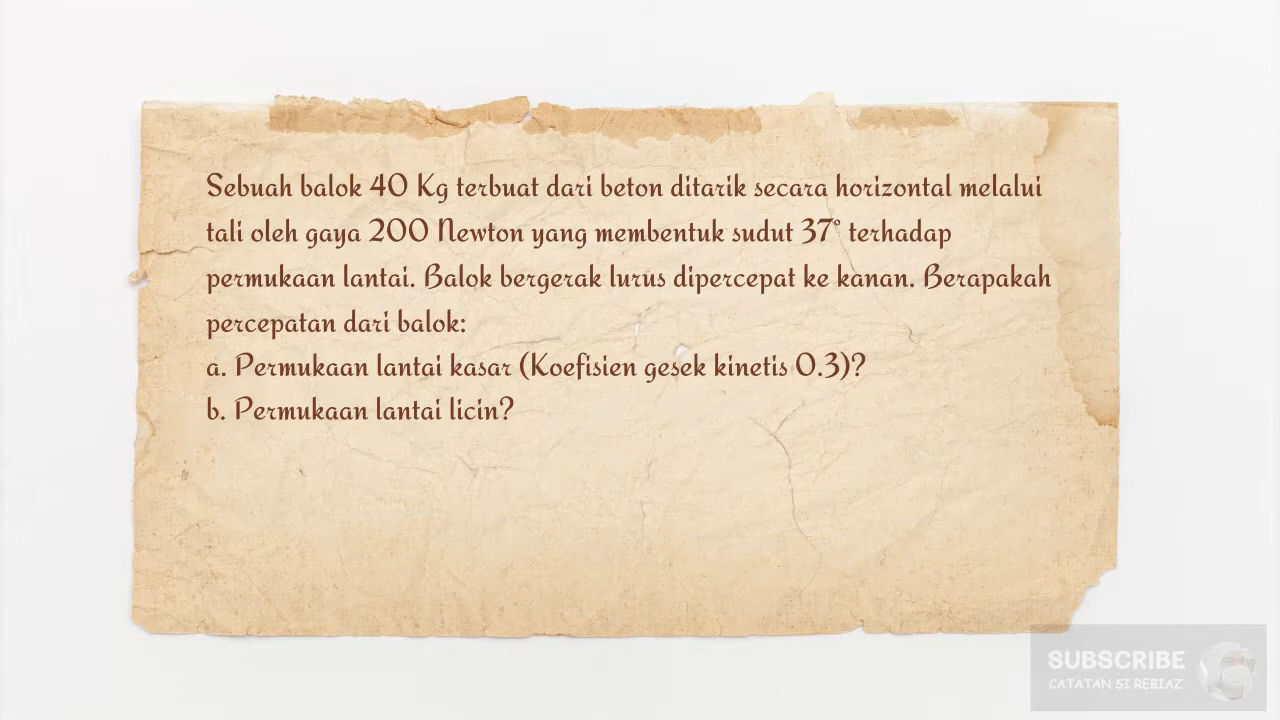 Sebuah balok 40 Kg terbuat dari beton ditarik secara horizontal melalui
tali oleh gaya 200 Newton yang membentuk sudut 37° terhadap
permukaan lantai. Balok bergerak lurus dipercepat ke kanan. Berapakah
percepatan dari balok:
a. Permukaan lantai kasar (Koefisien gesek kinetis 0.3)?
b. Permukaan lantai licin?
SUBSCRIBE
CATATAN SI REBIAZ